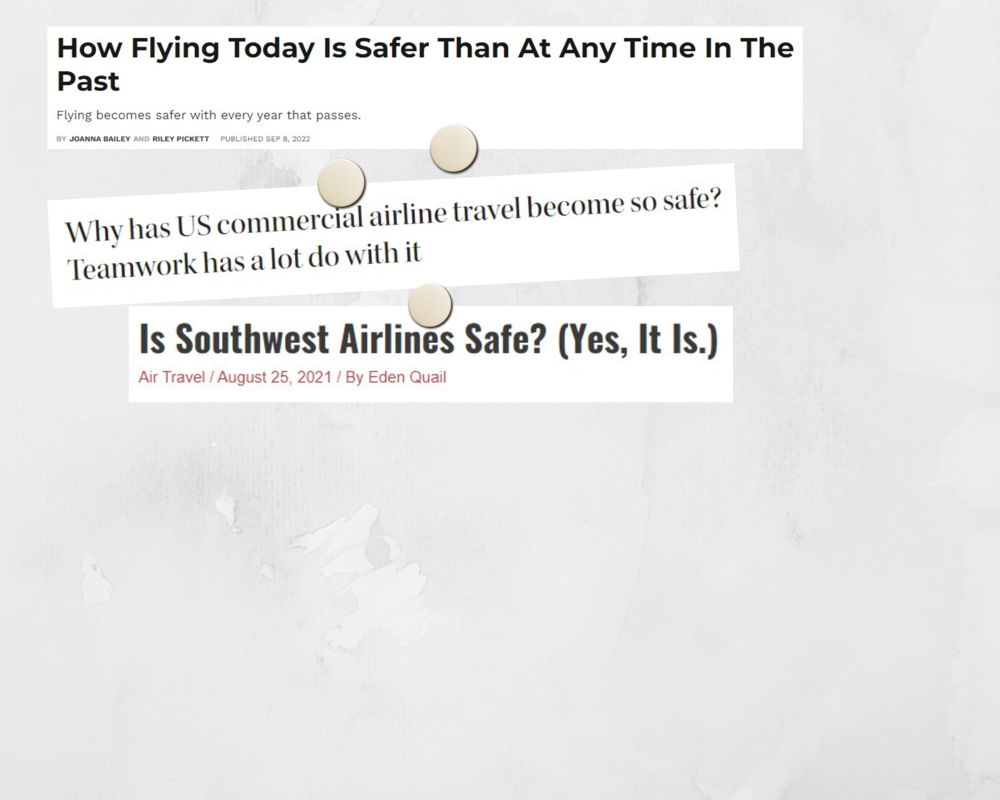 How Flying Today Is Safer Than At Any Time In The
Past
Flying becomes safer with every year that passes.
BY JOANNA BAILEY AND RILEY PICKETT PUBLISHED SEP 8, 2022
Why has US commercial airline travel become so safe?
Teamwork has a lot do with it
Is Southwest Airlines Safe? (Yes, It Is.)
Air Travel / August 25, 2021 / By Eden Quail